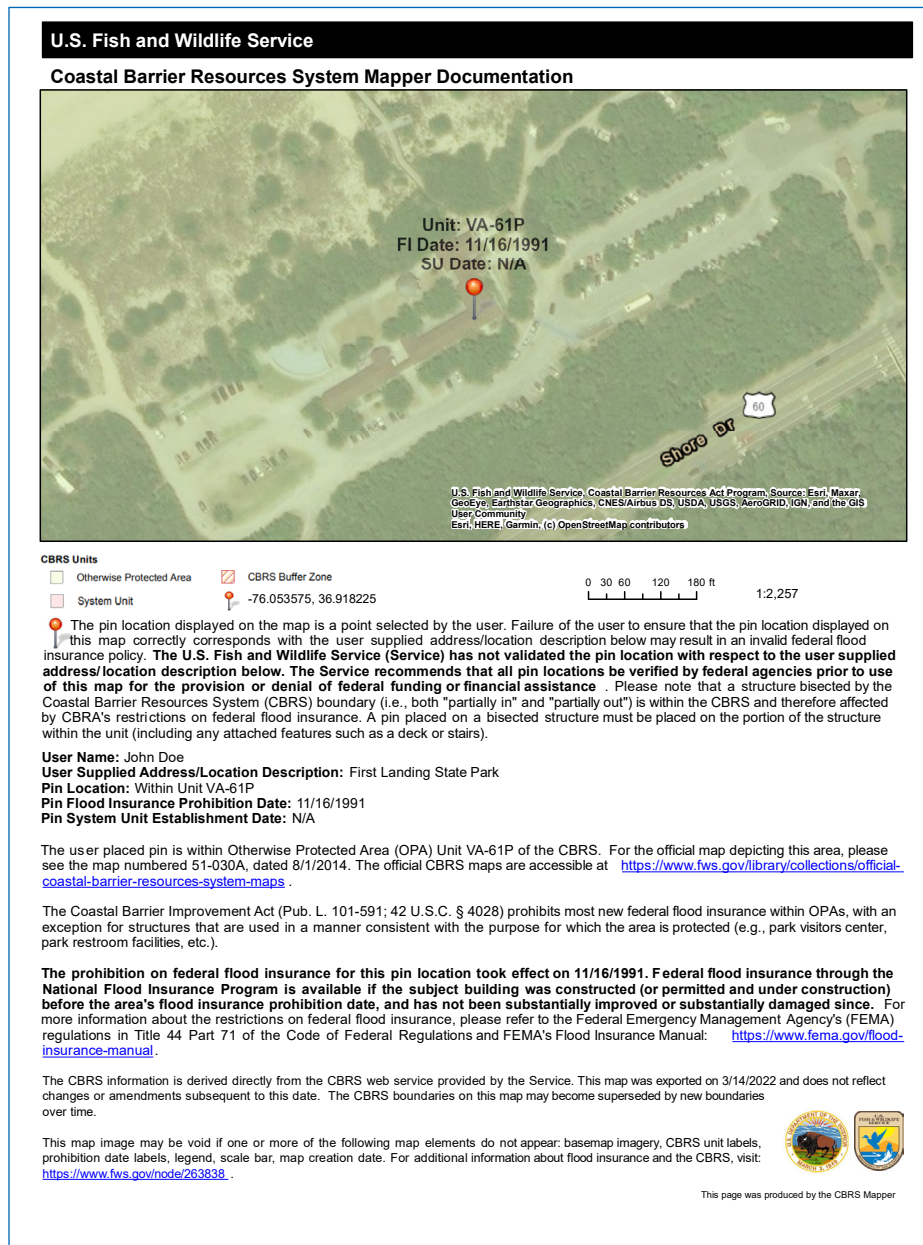 U.S. Fish and Wildlife Service
Coastal Barrier Resources System Mapper Documentation
Unit: VA-61P
FI Date: 11/16/1991
SU Date: N/A
60
Shore Dr
U.S. Fish and Wildlife Service, Coastal Barrier Resources Act Program, Source: Esri, Maxar,
GeoEye, Earthstar Geographics, CNES/Airbus DS, USDA, USGS, AeroGRID, IGN, and the GIS
User Community
Esri, HERE, Garmin, (c) OpenStreetMap contributors
CBRS Units
Otherwise Protected Area
CBRS Buffer Zone
System Unit
-76.053575, 36.918225
0 30 60 120 180 ft
1:2,257
The pin location displayed on the map is a point selected by the user. Failure of the user to ensure that the pin location displayed on
this map correctly corresponds with the user supplied address/location description below may result in an invalid federal flood
insurance policy. The U.S. Fish and Wildlife Service (Service) has not validated the pin location with respect to the user supplied
address/location description below. The Service recommends that all pin locations be verified by federal agencies prior to use
of this map for the provision or denial of federal funding or financial assistance . Please note that a structure bisected by the
Coastal Barrier Resources System (CBRS) boundary (i.e., both "partially in" and "partially out") is within the CBRS and therefore affected
by CBRA's restrictions on federal flood insurance. A pin placed on a bisected structure must be placed on the portion of the structure
within the unit (including any attached features such as a deck or stairs).
User Name: John Doe
User Supplied Address/Location Description: First Landing State Park
Pin Location: Within Unit VA-61P
Pin Flood Insurance Prohibition Date: 11/16/1991
Pin System Unit Establishment Date: N/A
The user placed pin is within Otherwise Protected Area (OPA) Unit VA-61P of the CBRS. For the official map depicting this area, please
see the map numbered 51-030A, dated 8/1/2014. The official CBRS maps are accessible at https://www.fws.gov/library/collections/official-
coastal-barrier-resources-system-maps .
The Coastal Barrier Improvement Act (Pub. L. 101-591; 42 U.S.C. § 4028) prohibits most new federal flood insurance within OPAs, with an
exception for structures that are used in a manner consistent with the purpose for which the area is protected (e.g., park visitors center,
park restroom facilities, etc.).
The prohibition on federal flood insurance for this pin location took effect on 11/16/1991. Federal flood insurance through the
National Flood Insurance Program is available if the subject building was constructed (or permitted and under construction)
before the area's flood insurance prohibition date, and has not been substantially improved or substantially damaged since. For
more information about the restrictions on federal flood insurance, please refer to the Federal Emergency Management Agency's (FEMA)
regulations in Title 44 Part 71 of the Code of Federal Regulations and FEMA's Flood Insurance Manual: https://www.fema.gov/flood-
insurance-manual.
The CBRS information is derived directly from the CBRS web service provided by the Service. This map was exported on 3/14/2022 and does not reflect
changes or amendments subsequent to this date. The CBRS boundaries on this map may become superseded by new boundaries
over time.
This map image may be void if one or more of the following map elements do not appear: basemap imagery, CBRS unit labels,
prohibition date labels, legend, scale bar, map creation date. For additional information about flood insurance and the CBRS, visit:
https://www.fws.gov/node/263838 .
U.S. DEPARTMENT OF THE INTERIOR
MARCH 3, 1849
U.S.
FISH & WILDLIFE
SERVICE
This page was produced by the CBRS Mapper